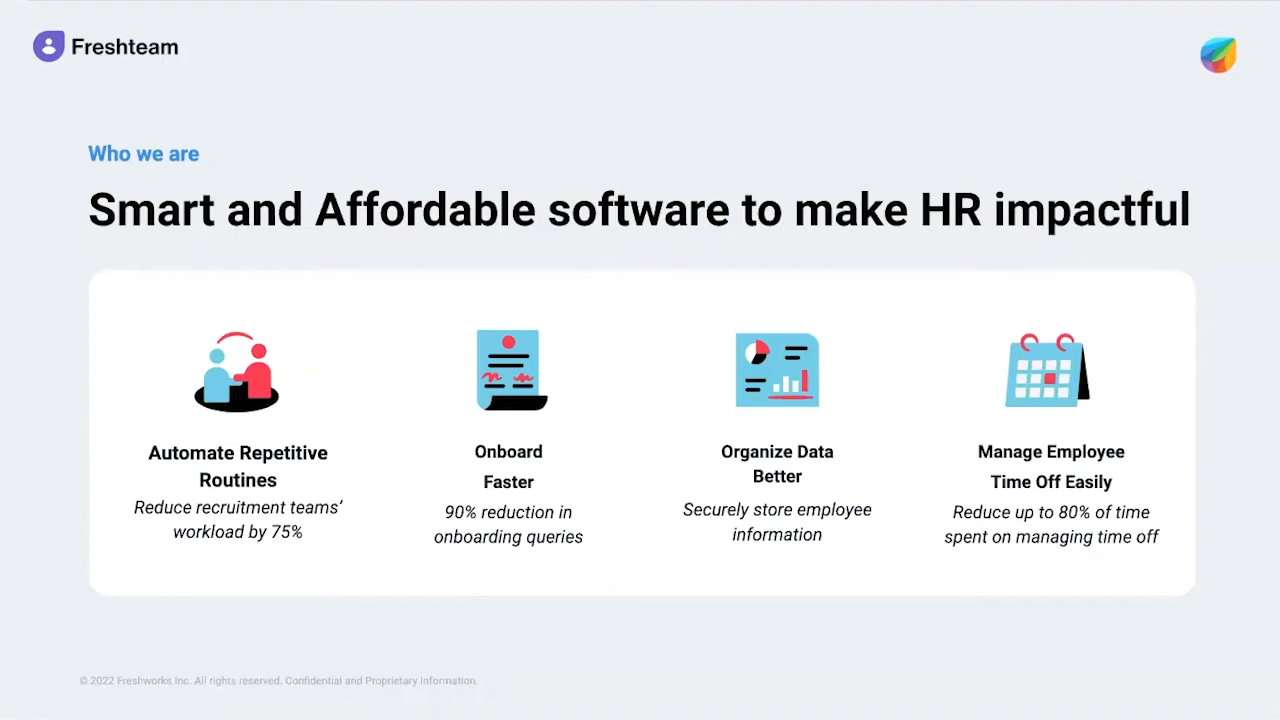 Freshteam
Who we are
Smart and Affordable software to make HR impactful
Automate Repetitive
Routines
Reduce recruitment teams’
workload by 75%
Onboard
Faster
90% reduction in
onboarding queries
Organize Data
Better
Securely store employee
information
Manage Employee
Time Off Easily
Reduce up to 80% of time
spent on managing time off
© 2022 Freshworks Inc. All rights reserved. Confidential and Proprietary Information.